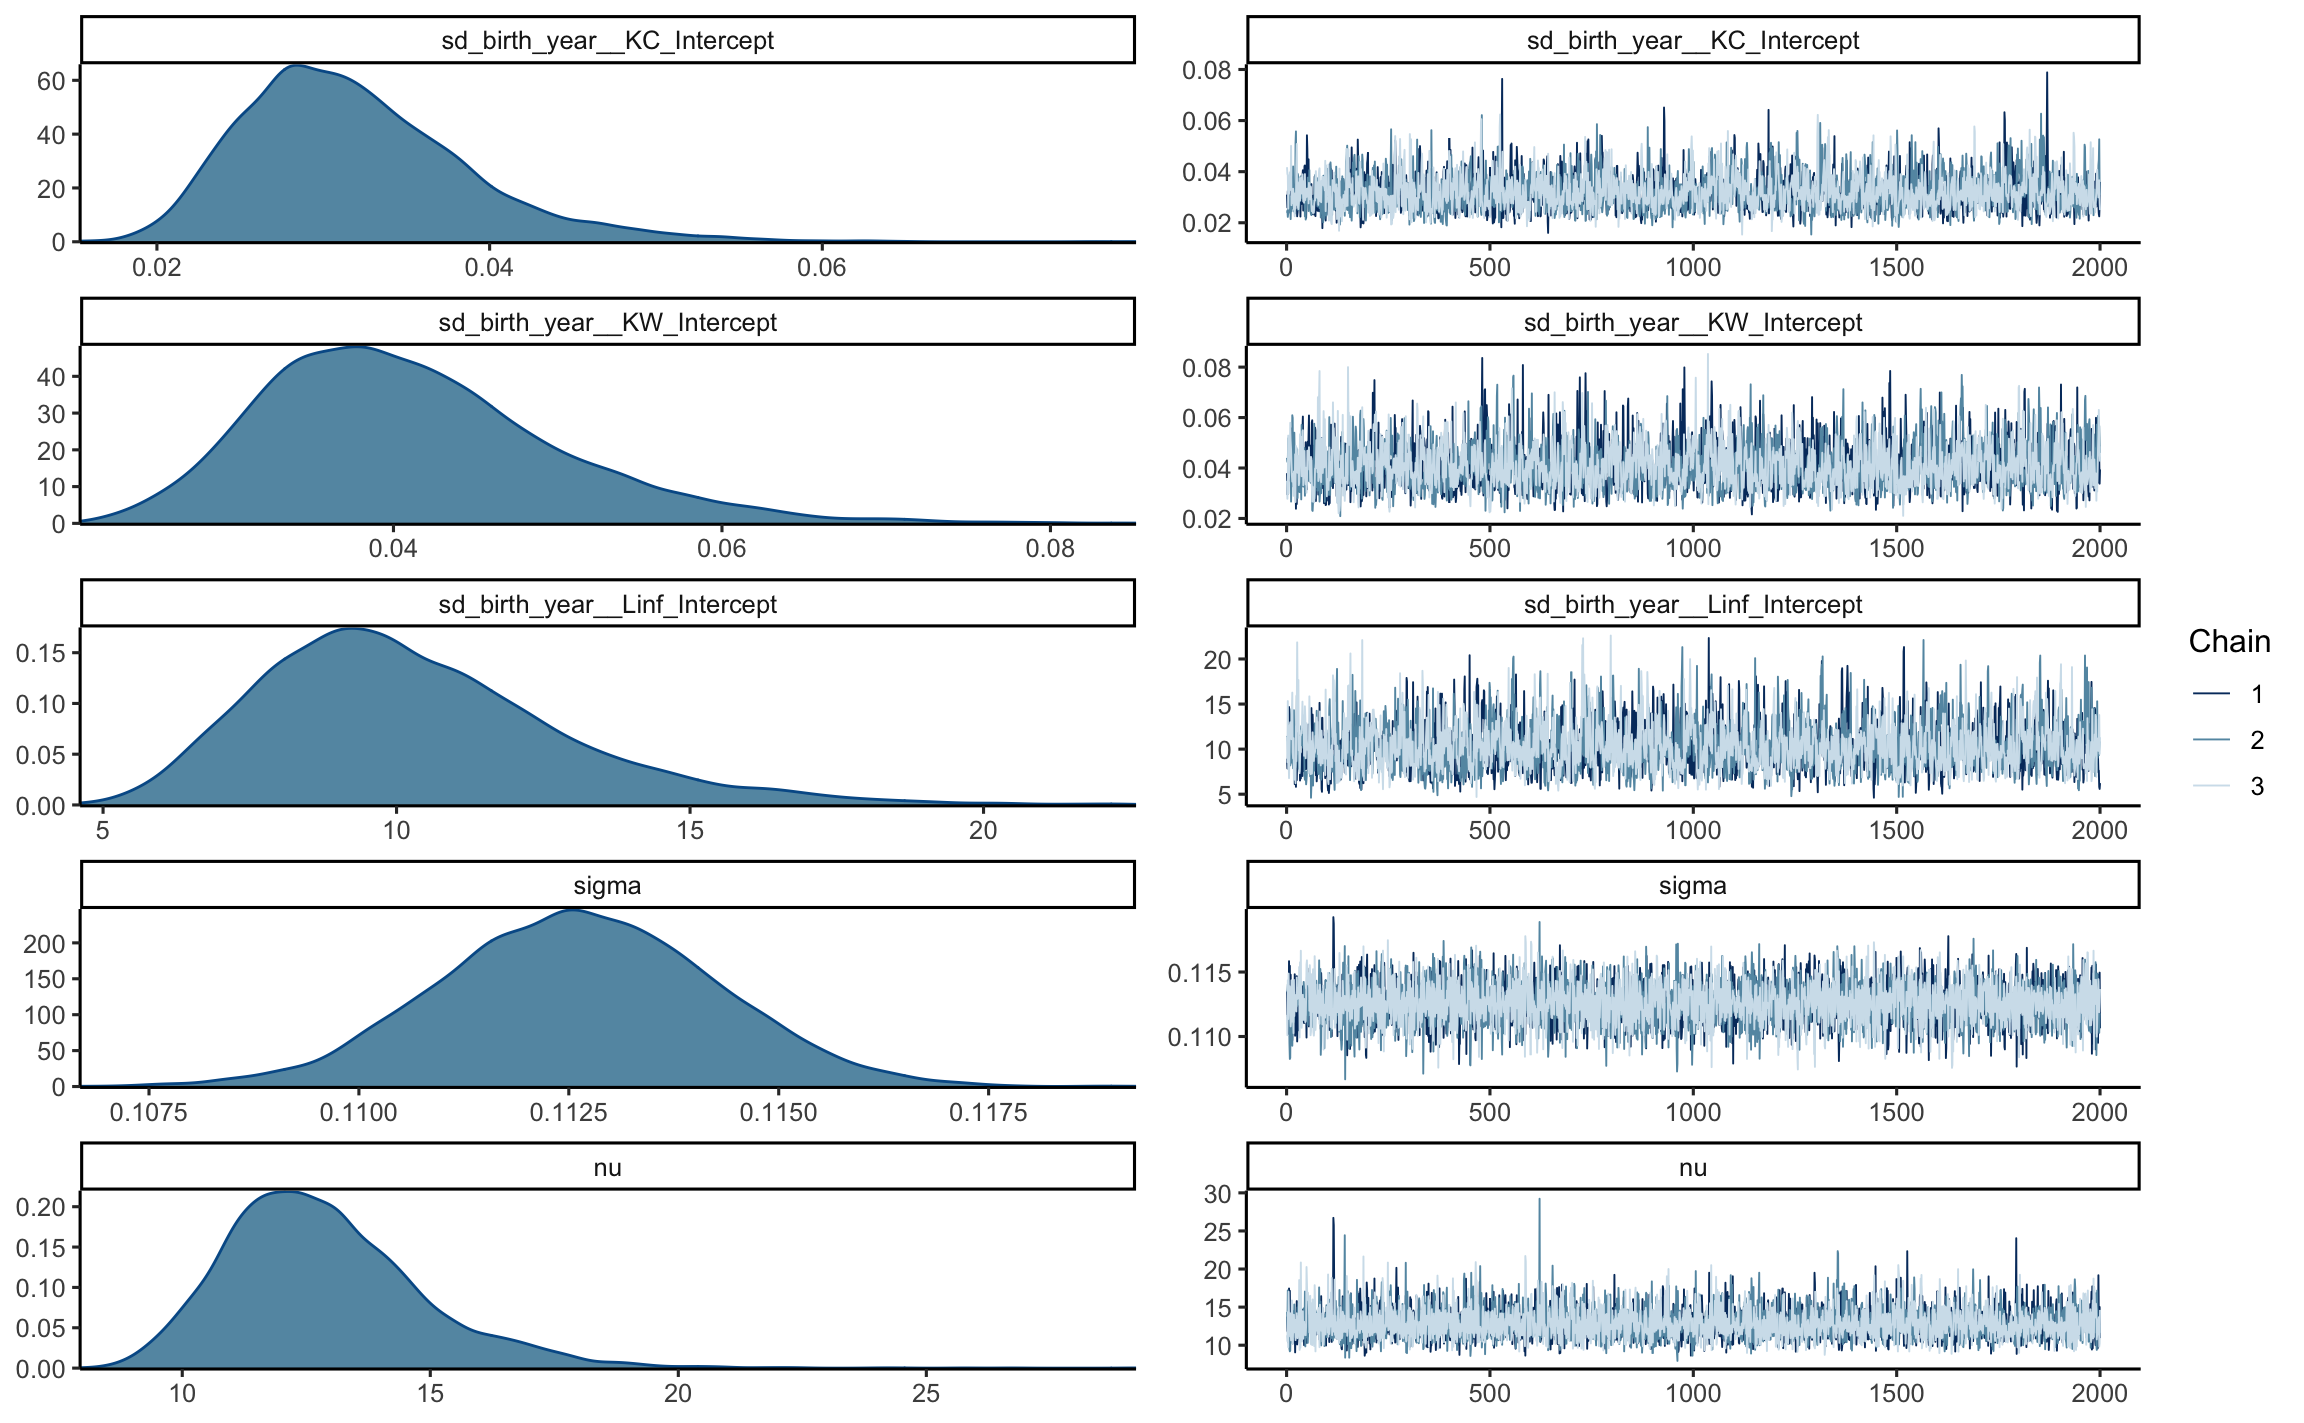 sd_birth_year__KC_Intercept
60
40
20
0
0.02 0.04 0.06
sd_birth_year__KC_Intercept
0.08
0.06
0.04
0.02
0 500 1000 1500 2000
sd_birth_year__KW_Intercept
40
30
20
10
0
0.04 0.06 0.08
sd_birth_year__KW_Intercept
0.08
0.06
0.04
0.02
0 500 1000 1500 2000
sd_birth_year__Linf_Intercept
0.15
0.10
0.05
0.00
5 10 15 20
sd_birth_year__Linf_Intercept
20
15
10
5
0 500 1000 1500 2000
sigma
200
150
100
50
0
0.1075 0.1100 0.1125 0.1150 0.1175
sigma
0.115
0.110
0 500 1000 1500 2000
nu
0.20
0.15
0.10
0.05
0.00
10 15 20 25
nu
30
25
20
15
10
0 500 1000 1500 2000
Chain
1
2
3